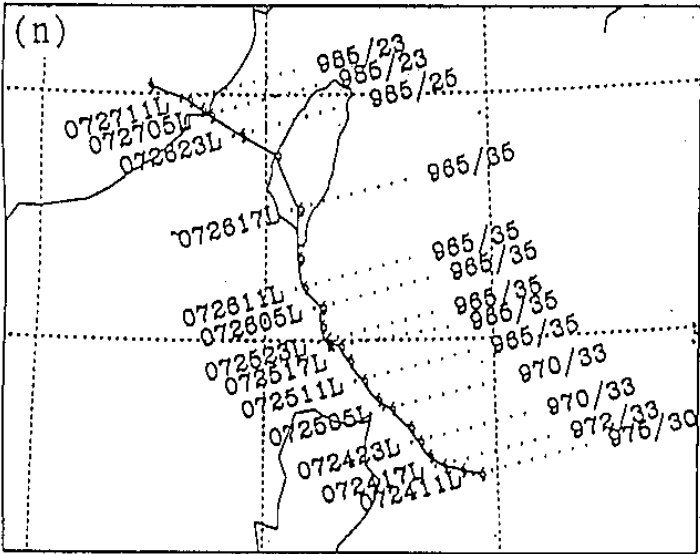 (n)
985/23
985/23
985/25
072711L
072705L
072623L
965/35
072617L
965/35
965/35
072611L
072605L
965/35
965/35
965/35
072523L
072517L
072511L
970/33
072505L
970/33
972/33
975/30
072423L
072417L
072411L